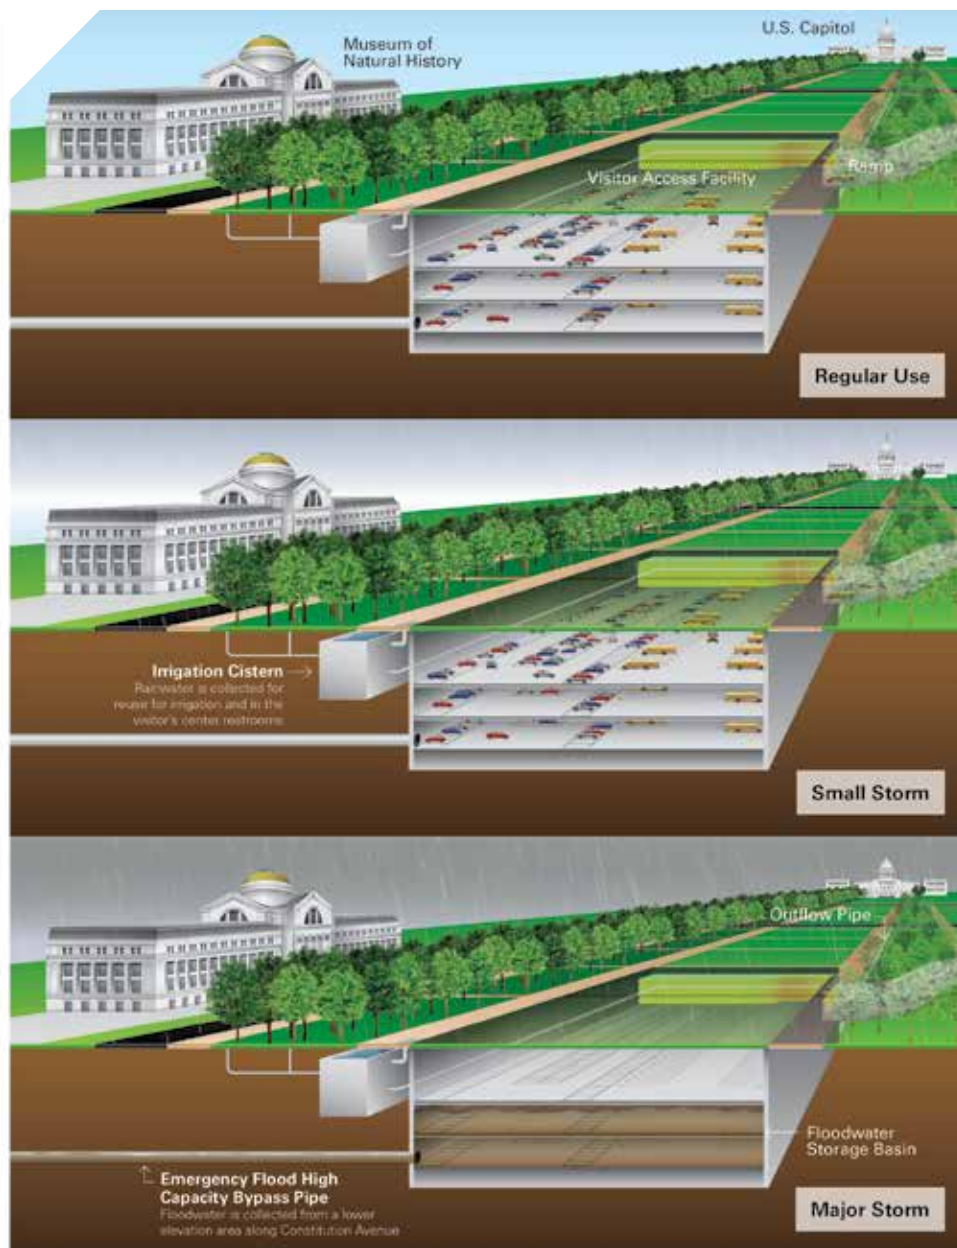 Museum of
Natural History
U.S. Capitol
Visitor Access Facility
Ramp
Regular Use
Irrigation Cistern
Rainwater is collected for
reuse for irrigation and in the
visitor's center restrooms
Small Storm
Outflow Pipe
Floodwater
Storage Basin
Emergency Flood High
Capacity Bypass Pipe
Floodwater is collected from a lower
elevation area along Constitution Avenue
Major Storm